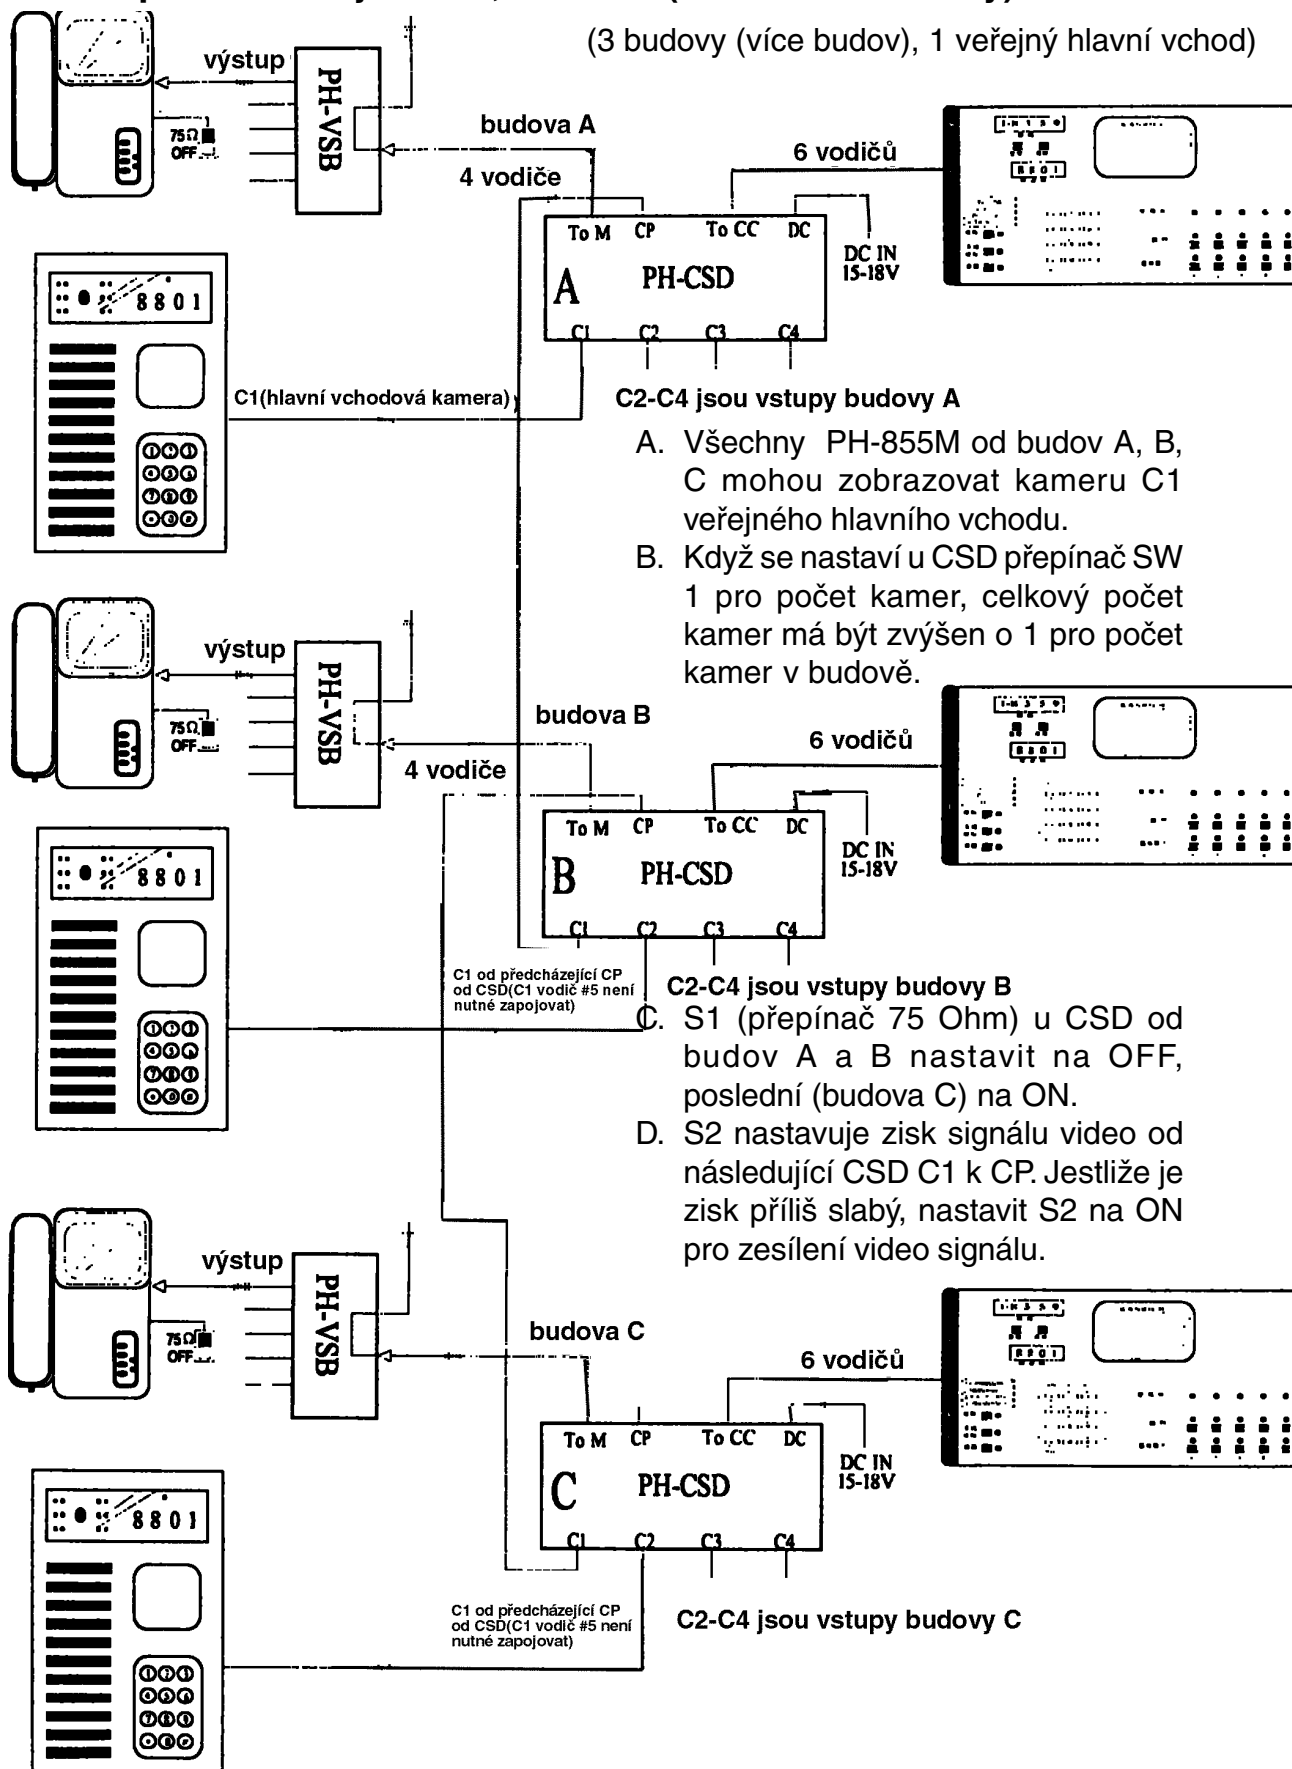 (3 budovy (více budov), 1 veřejný hlavní vchod)
výstup
PH-VSB
75Ω
OFF
budova A
4 vodiče
6 vodičů
To M CP To CC DC
A PH-CSD
C1 C2 C3 C4
DC IN
15-18V
8801
C1(hlavní vchodová kamera)
C2-C4 jsou vstupy budovy A
A. Všechny PH-855M od budov A, B,
C mohou zobrazovat kameru C1
veřejného hlavního vchodu.
B. Když se nastaví u CSD přepínač SW
1 pro počet kamer, celkový počet
kamer má být zvýšen o 1 pro počet
kamer v budově.
výstup
PH-VSB
75Ω
OFF
budova B
4 vodiče
6 vodičů
To M CP To CC DC
B PH-CSD
C1 C2 C3 C4
DC IN
15-18V
8801
C1 od předcházející CP
od CSD(C1 vodič #5 není
nutné zapojovat)
C2-C4 jsou vstupy budovy B
C. S1 (přepínač 75 Ohm) u CSD od
budov A a B nastavit na OFF,
poslední (budova C) na ON.
D. S2 nastavuje zisk signálu video od
následující CSD C1 k CP. Jestliže je
zisk příliš slabý, nastavit S2 na ON
pro zesílení video signálu.
výstup
PH-VSB
75Ω
OFF
budova C
6 vodičů
To M CP To CC DC
C PH-CSD
C1 C2 C3 C4
DC IN
15-18V
8801
C1 od předcházející CP
od CSD(C1 vodič #5 není
nutné zapojovat)
C2-C4 jsou vstupy budovy C